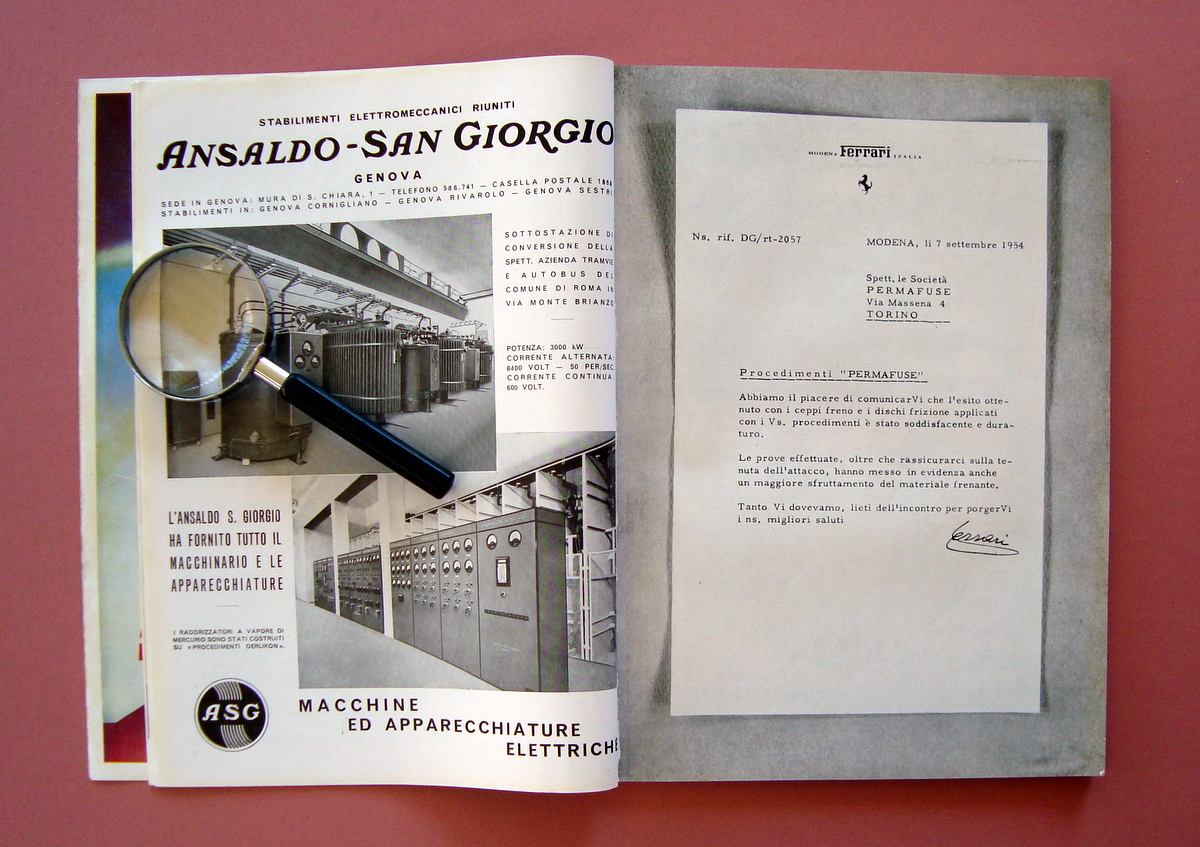 STABILIMENTI ELETTROMECCANICI RIUNITI
ANSALDO-SAN GIORGIO
GENOVA
SEDE IN GENOVA: MURA DI S. CHIARA, 1 — TELEFONO 586.741 — CASELLA POSTALE
STABILIMENTI IN: GENOVA CORNIGLIANO — GENOVA RIVAROLO — GENOVA SESTRI
SOTTOSTAZIONE DI
CONVERSIONE DELLA
SPETT. AZIENDA TRAMVIE
E AUTOBUS DEL
COMUNE DI ROMA IN
VIA MONTE BRIANZO
POTENZA: 3000 kW
CORRENTE ALTERNATA:
8400 VOLT — 50 PER/SEC
CORRENTE CONTINUA:
600 VOLT.
L'ANSALDO S. GIORGIO
HA FORNITO TUTTO IL
MACCHINARIO E LE
APPARECCHIATURE
I RADDRIZZATORI A VAPORE DI
MERCURIO SONO STATI COSTRUITI
SU «PROCEDIMENTI OERLIKON».
ASG
MACCHINE
ED APPARECCHIATURE
ELETTRICHE
MODENA Ferrari ITALIA
Ns. rif. DG/rt-2057
MODENA, li 7 settembre 1954
Spett. le Società
PERMAFUSE
Via Massena 4
TORINO
Procedimenti "PERMAFUSE"
Abbiamo il piacere di comunicarVi che l'esito otte-
nuto con i ceppi freno e i dischi frizione applicati
con i Vs. procedimenti è stato soddisfacente e dura-
turo.
Le prove effettuate, oltre che rassicurarci sulla te-
nuta dell'attacco, hanno messo in evidenza anche
un maggiore sfruttamento del materiale frenante.
Tanto Vi dovevamo, lieti dell'incontro per porgerVi
i ns. migliori saluti
Ferrari